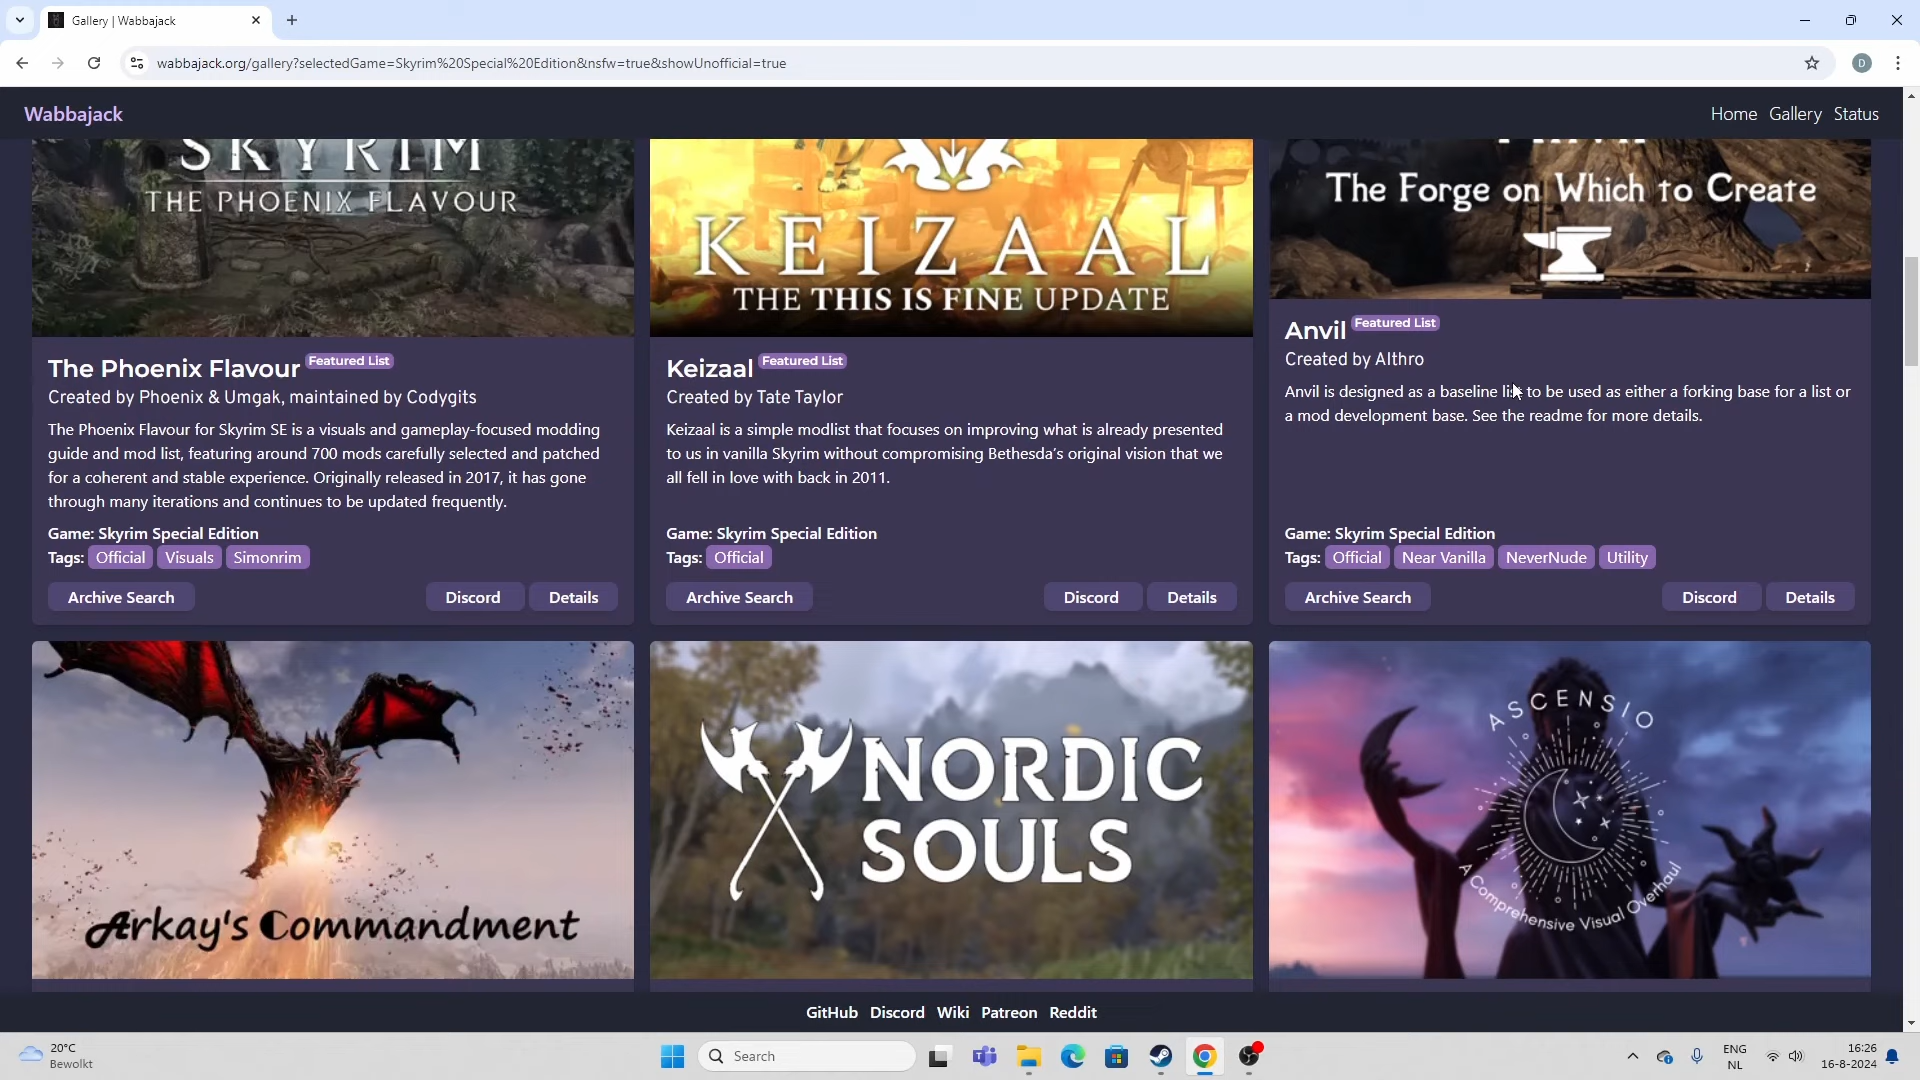 Gallery | Wabbajack
wabbajack.org/gallery?selectedGame=Skyrim%20Special%20Edition&nsfw=true&showUnofficial=true
D
Wabbajack
Home Gallery Status
SKYRIM
THE PHOENIX FLAVOUR
KEIZAAL
THE THIS IS FINE UPDATE
The Forge on Which to Create
The Phoenix Flavour Featured List
Created by Phoenix & Umgak, maintained by Codygits
The Phoenix Flavour for Skyrim SE is a visuals and gameplay-focused modding
guide and mod list, featuring around 700 mods carefully selected and patched
for a coherent and stable experience. Originally released in 2017, it has gone
through many iterations and continues to be updated frequently.
Game: Skyrim Special Edition
Tags: Official Visuals Simonrim
Archive Search Discord Details
Keizaal Featured List
Created by Tate Taylor
Keizaal is a simple modlist that focuses on improving what is already presented
to us in vanilla Skyrim without compromising Bethesda's original vision that we
all fell in love with back in 2011.
Game: Skyrim Special Edition
Tags: Official
Archive Search Discord Details
Anvil Featured List
Created by Althro
Anvil is designed as a baseline list to be used as either a forking base for a list or
a mod development base. See the readme for more details.
Game: Skyrim Special Edition
Tags: Official Near Vanilla NeverNude Utility
Archive Search Discord Details
Arkay's Commandment
NORDIC
SOULS
ASCENSIO
A Comprehensive Visual Overhaul
GitHub Discord Wiki Patreon Reddit
20°C
Bewolkt
Search
ENG
NL
16:26
16-8-2024